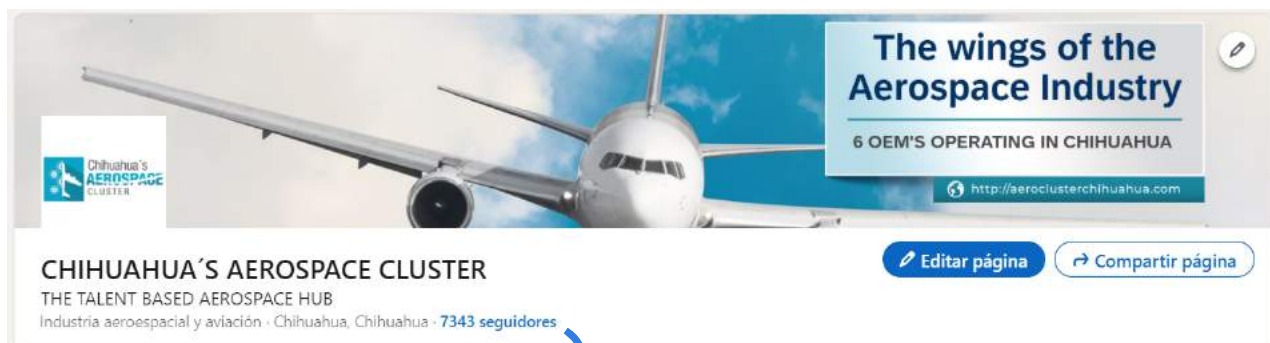 The wings of the
Aerospace Industry
6 OEM'S OPERATING IN CHIHUAHUA
http://aeroclusterchihuahua.com
Chihuahua´s
AEROSPACE
CLUSTER
CHIHUAHUA´S AEROSPACE CLUSTER
THE TALENT BASED AEROSPACE HUB
Industria aeroespacial y aviación · Chihuahua, Chihuahua · 7343 seguidores
Editar página
Compartir página